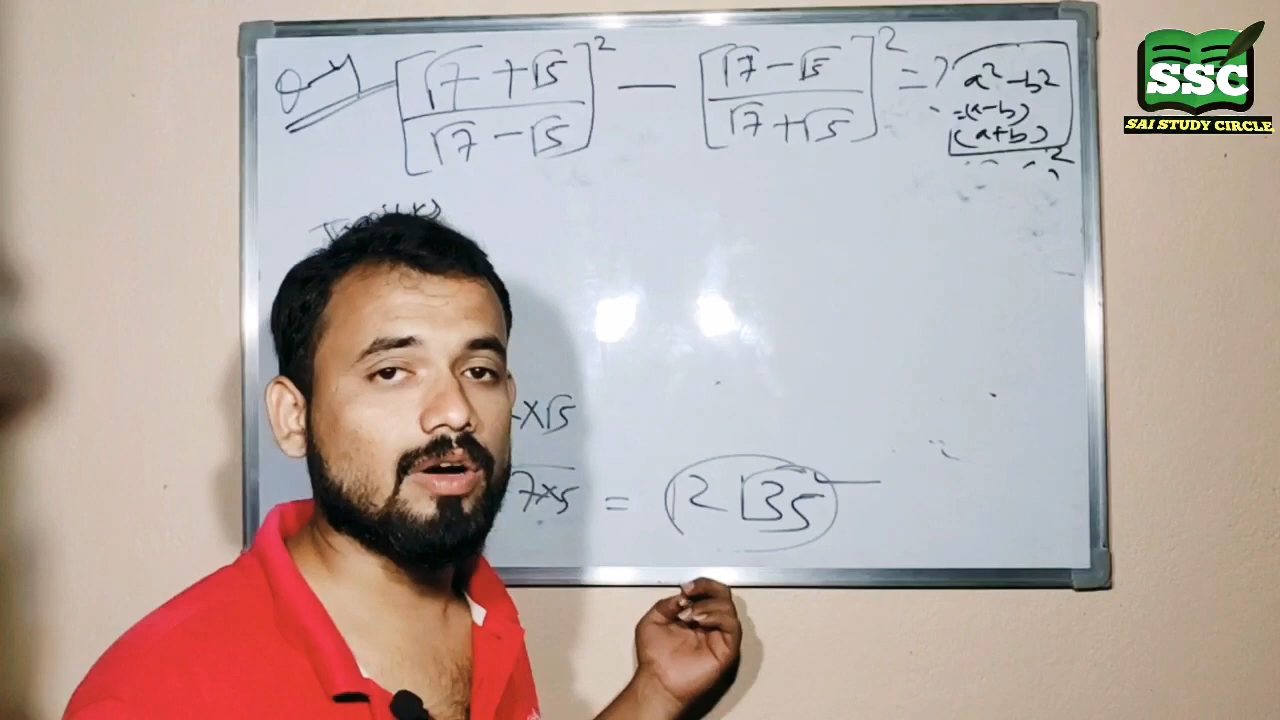 [(√7 + √5)/(√7 − √5)]² − [(√7 − √5)/(√7 + √5)]² = ?
a² − b²
= (a − b)
(a + b)
SSC
SAI STUDY CIRCLE
× √5
7×5 = 12√35